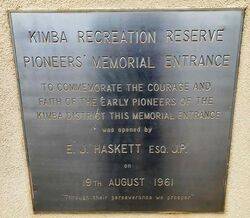 KIMBA RECREATION RESERVE
PIONEERS' MEMORIAL ENTRANCE
TO COMMEMORATE THE COURAGE AND
FAITH OF THE EARLY PIONEERS OF THE
KIMBA DISTRICT THIS MEMORIAL ENTRANCE
was opened by
E. J. HASKETT ESQ. J.P.
on
19TH AUGUST 1961
"Through their perseverance we prosper"